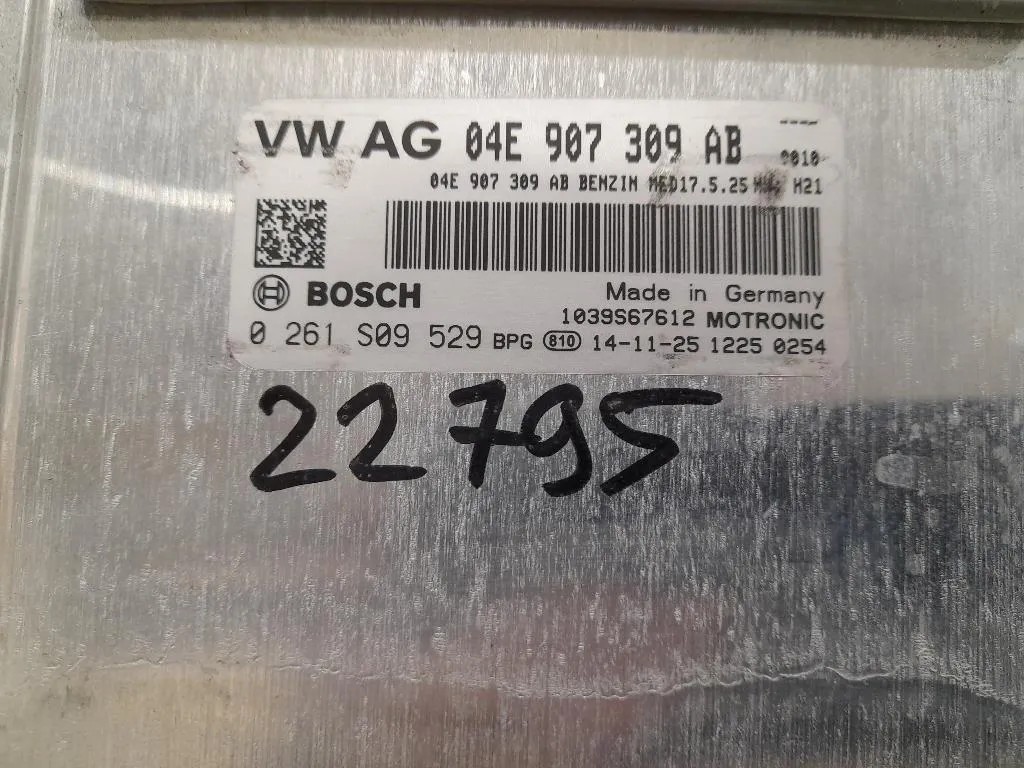 VW AG 04E 907 309 AB ----
0010
04E 907 309 AB BENZIN MED17.5.25 H21
BOSCH Made in Germany
1039S67612 MOTRONIC
0 261 S09 529 BPG 810 14-11-25 1225 0254
22795